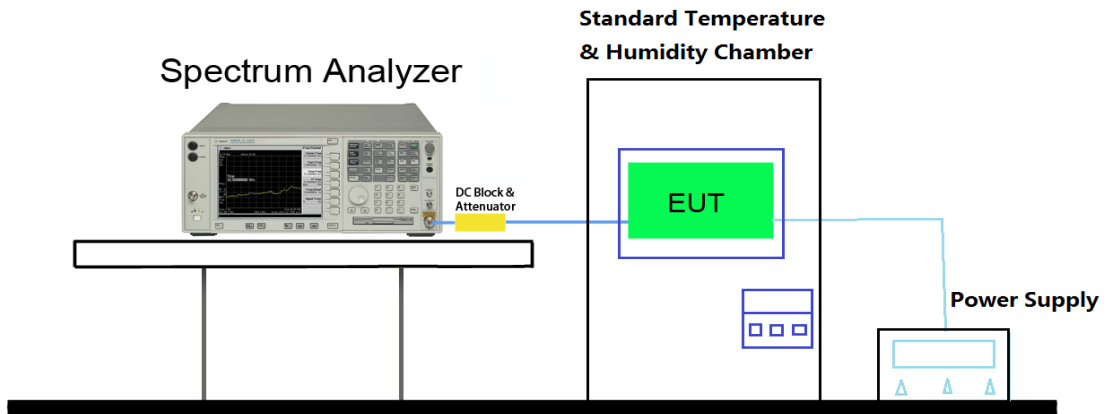 Standard Temperature
& Humidity Chamber
Spectrum Analyzer
DC Block &
Attenuator
EUT
Power Supply